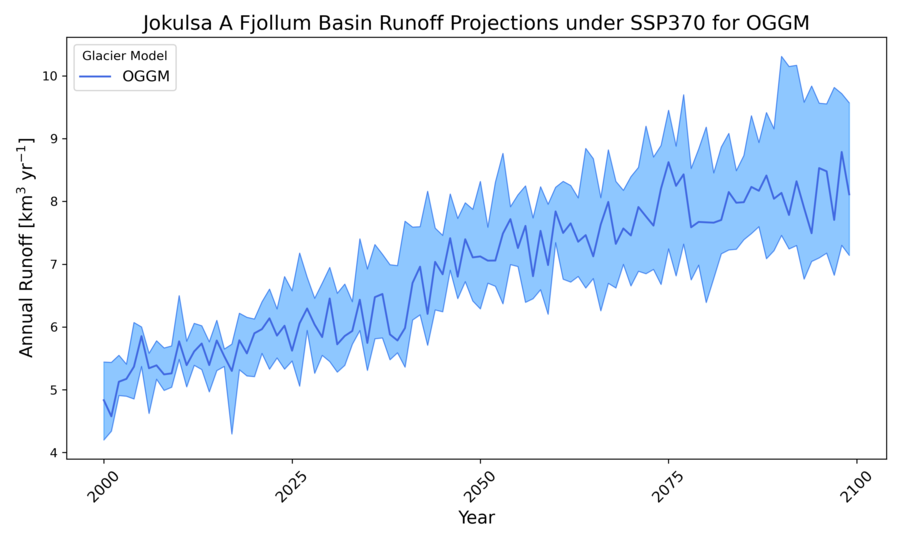 Jokulsa A Fjollum Basin Runoff Projections under SSP370 for OGGM
Glacier Model
OGGM
Annual Runoff [km³ yr⁻¹]
10
9
8
7
6
5
4
2000
2025
2050
2075
2100
Year